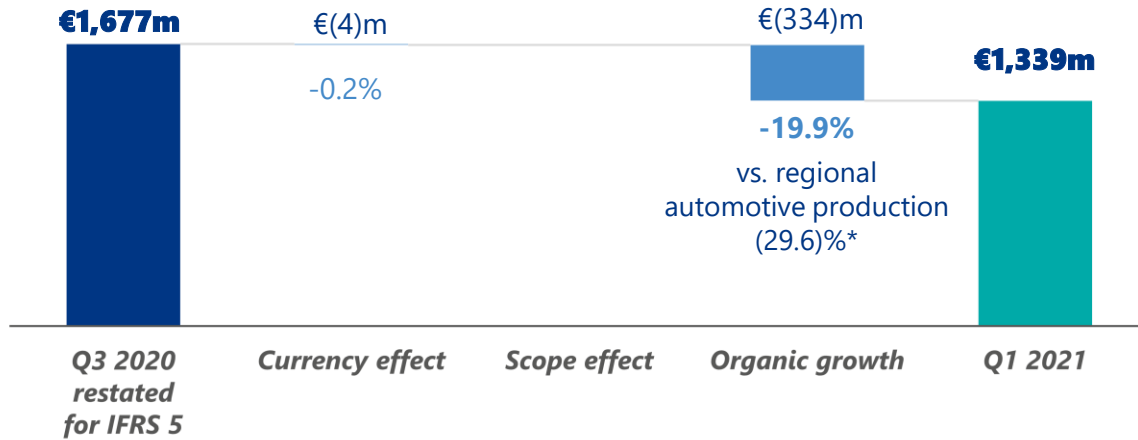 €1,677m
€(4)m
€(334)m
€1,339m
-0.2%
-19.9%
vs. regional
automotive production
(29.6)%*
Q3 2020
restated
for IFRS 5
Currency effect
Scope effect
Organic growth
Q1 2021